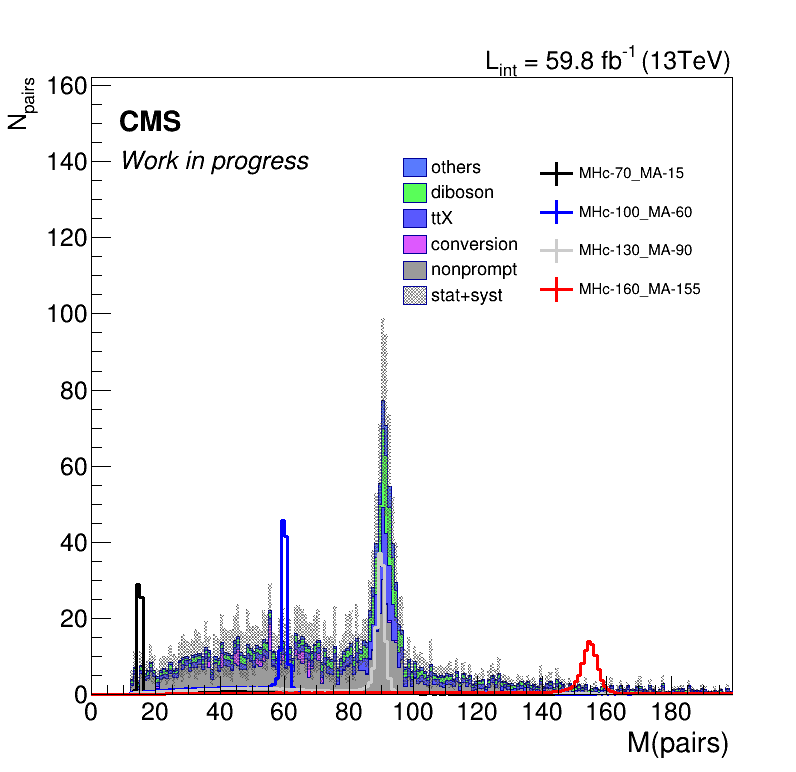 L_int = 59.8 fb^-1 (13TeV)
N_pairs
160
140
120
100
80
60
40
20
0
CMS
Work in progress
others
diboson
ttX
conversion
nonprompt
stat+syst
MHc-70_MA-15
MHc-100_MA-60
MHc-130_MA-90
MHc-160_MA-155
0 20 40 60 80 100 120 140 160 180
M(pairs)